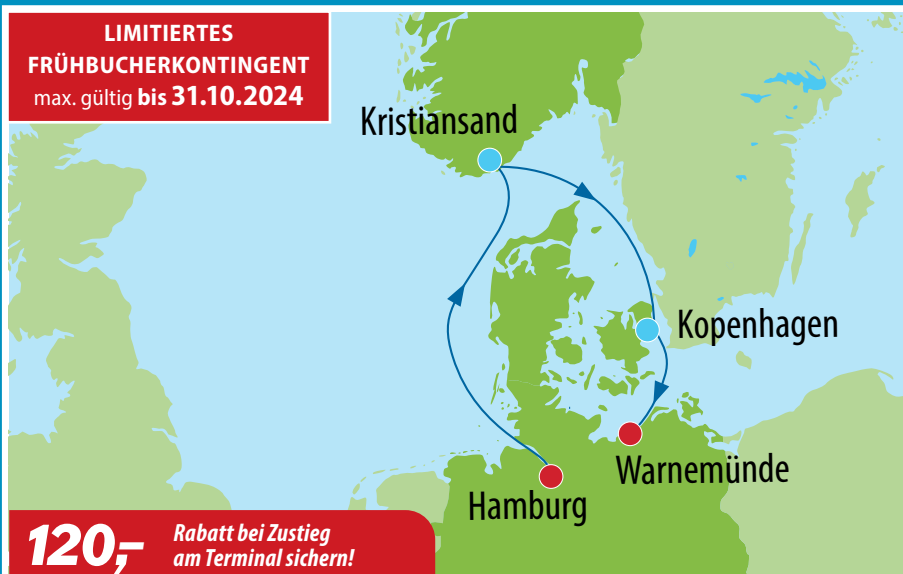 LIMITIERTES
FRÜHBUCHERKONTINGENT
max. gültig bis 31.10.2024
Kristiansand
Kopenhagen
Warnemünde
Hamburg
120,- Rabatt bei Zustieg
am Terminal sichern!